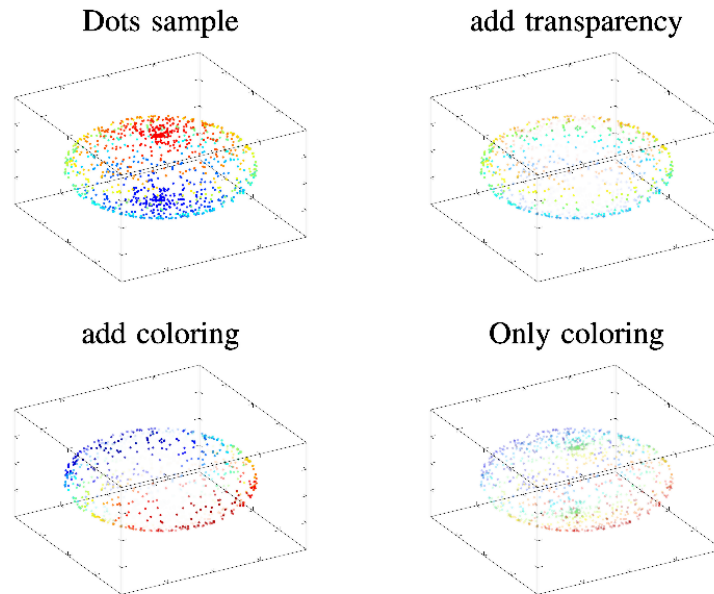 Dots sample
add transparency
add coloring
Only coloring